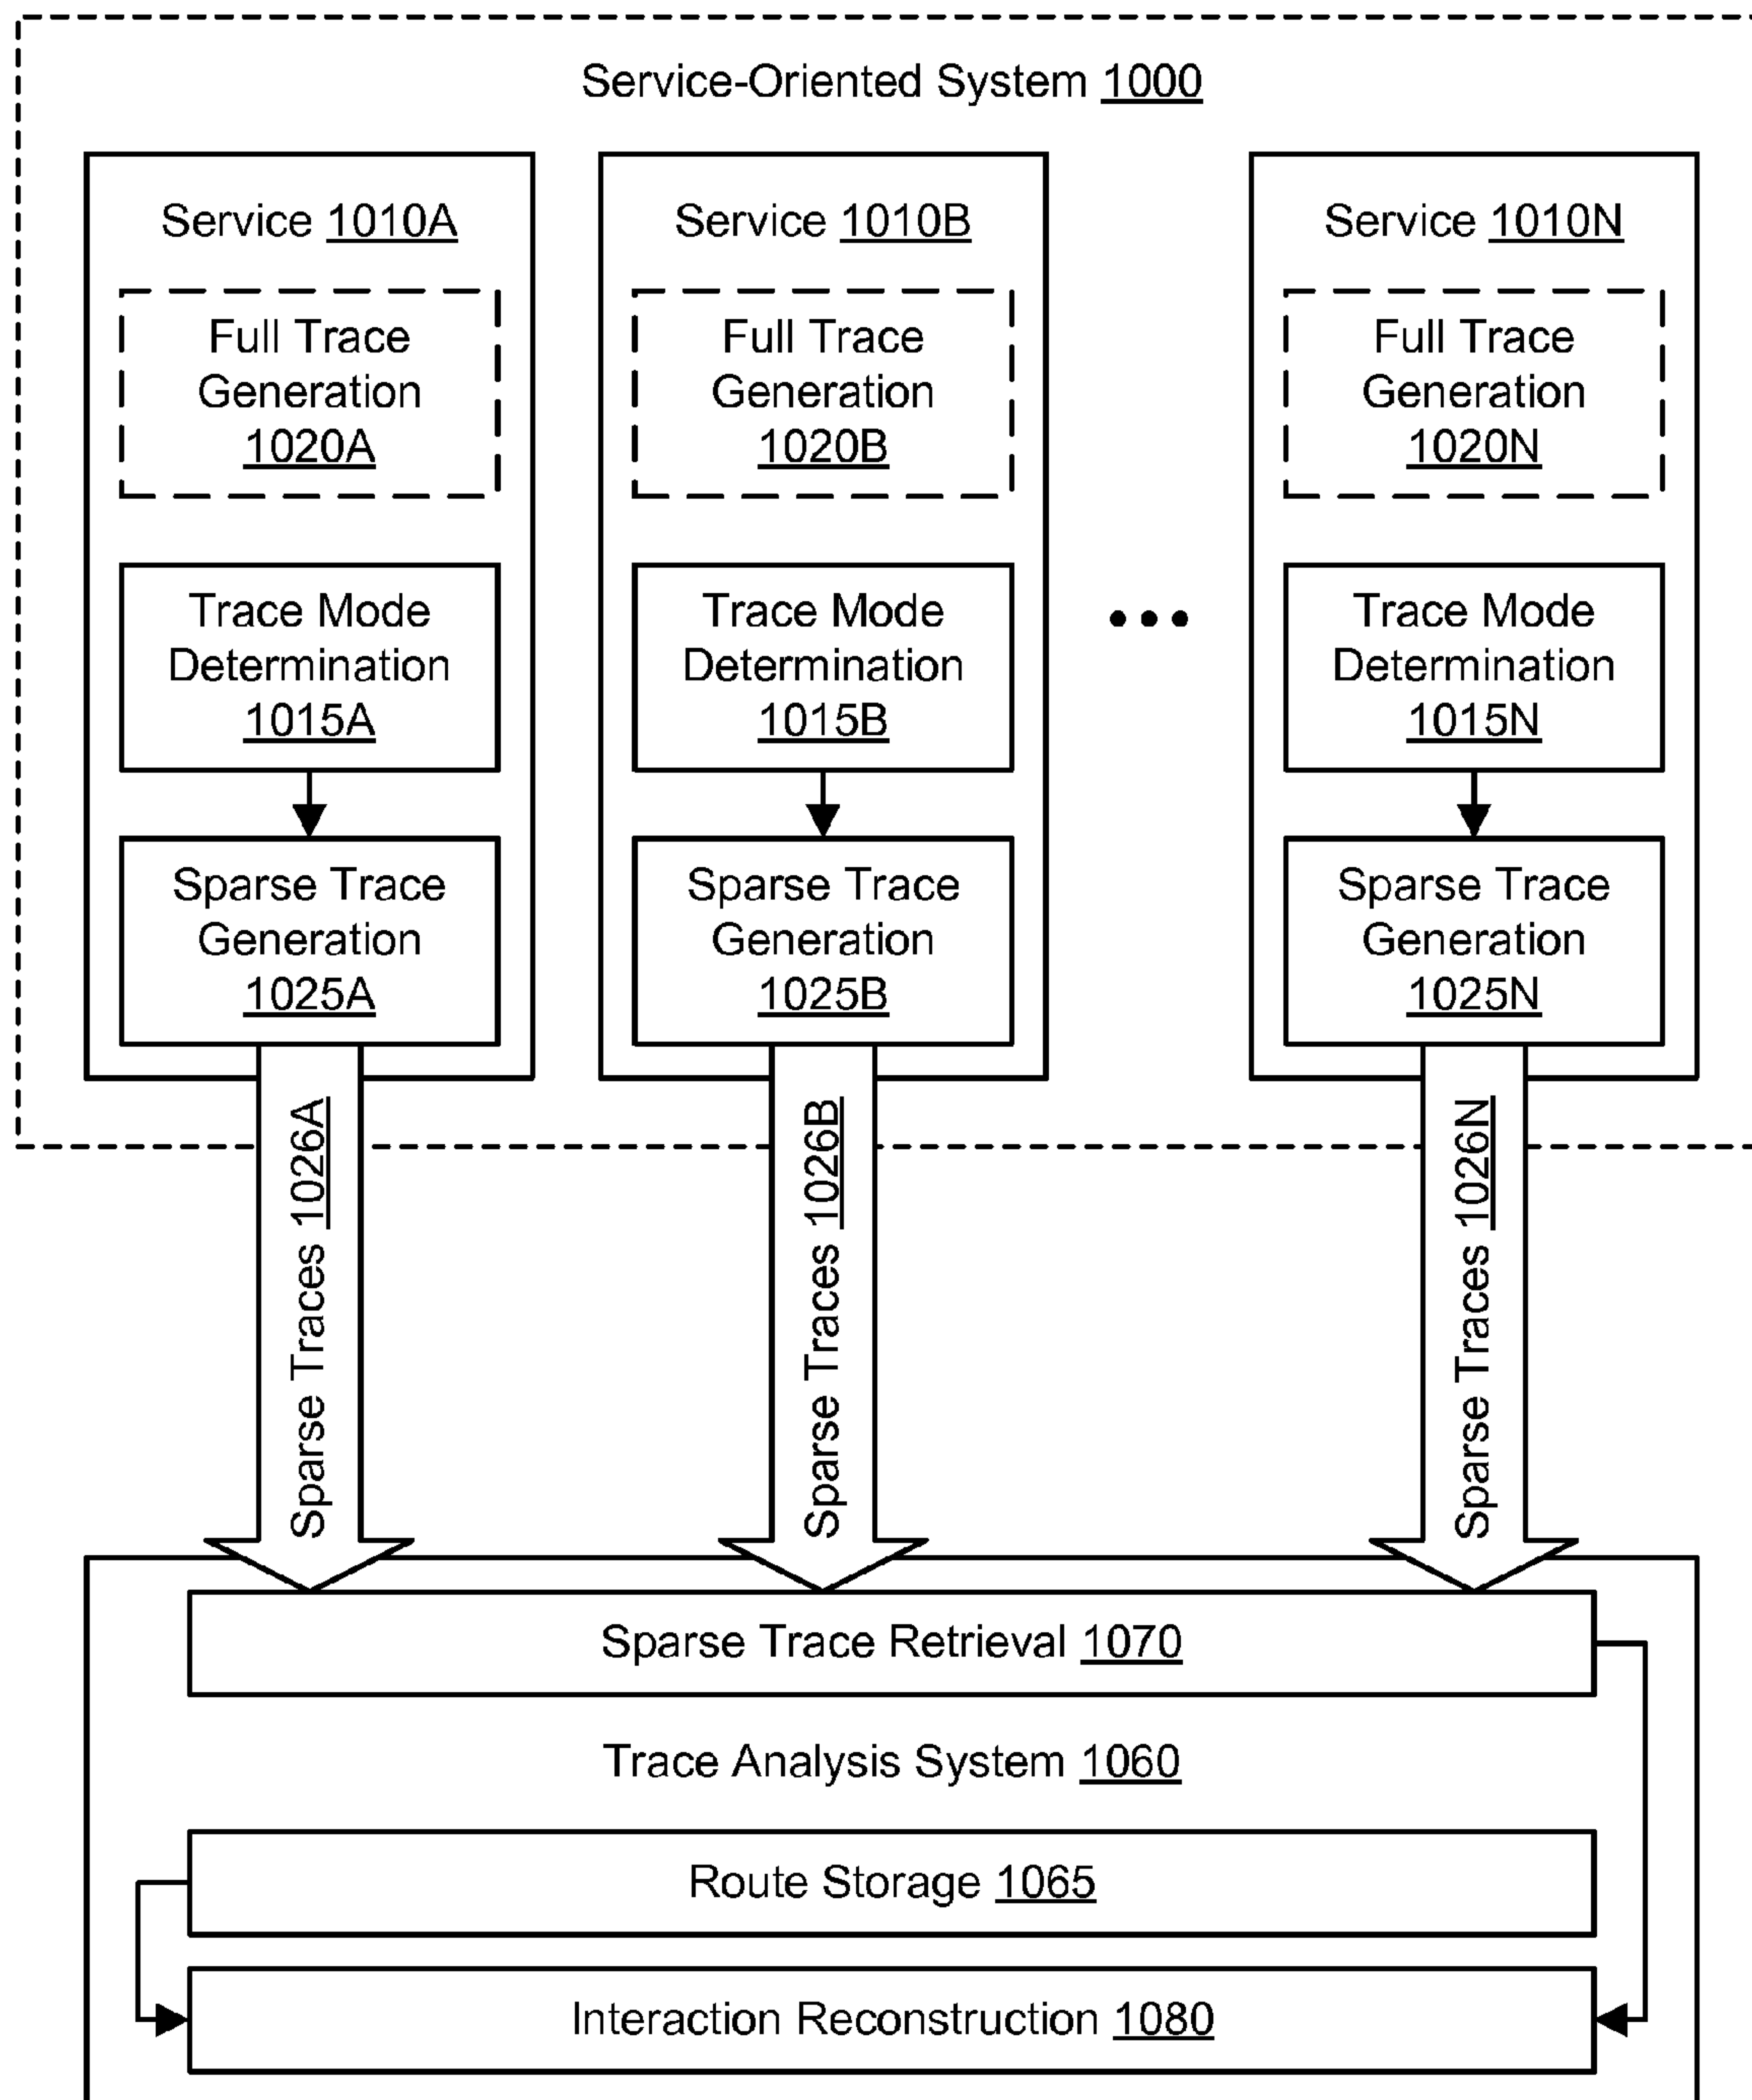 Service-Oriented System 1000
Service 1010A
Full Trace
Generation
1020A
Trace Mode
Determination
1015A
Sparse Trace
Generation
1025A
Service 1010B
Full Trace
Generation
1020B
Trace Mode
Determination
1015B
Sparse Trace
Generation
1025B
Service 1010N
Full Trace
Generation
1020N
Trace Mode
Determination
1015N
Sparse Trace
Generation
1025N
Sparse Traces 1026A
Sparse Traces 1026B
Sparse Traces 1026N
Sparse Trace Retrieval 1070
Trace Analysis System 1060
Route Storage 1065
Interaction Reconstruction 1080